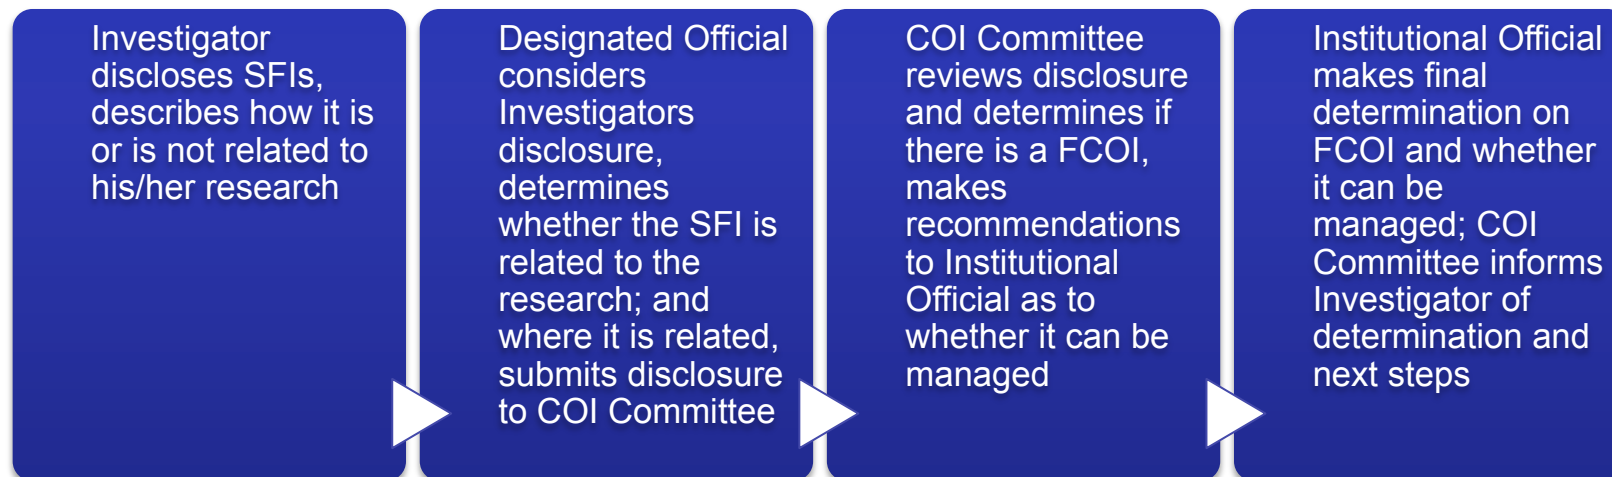 Investigator
discloses SFIs,
describes how it is
or is not related to
his/her research
Designated Official
considers
Investigators
disclosure,
determines
whether the SFI is
related to the
research; and
where it is related,
submits disclosure
to COI Committee
COI Committee
reviews disclosure
and determines if
there is a FCOI,
makes
recommendations
to Institutional
Official as to
whether it can be
managed
Institutional Official
makes final
determination on
FCOI and whether
it can be
managed; COI
Committee informs
Investigator of
determination and
next steps